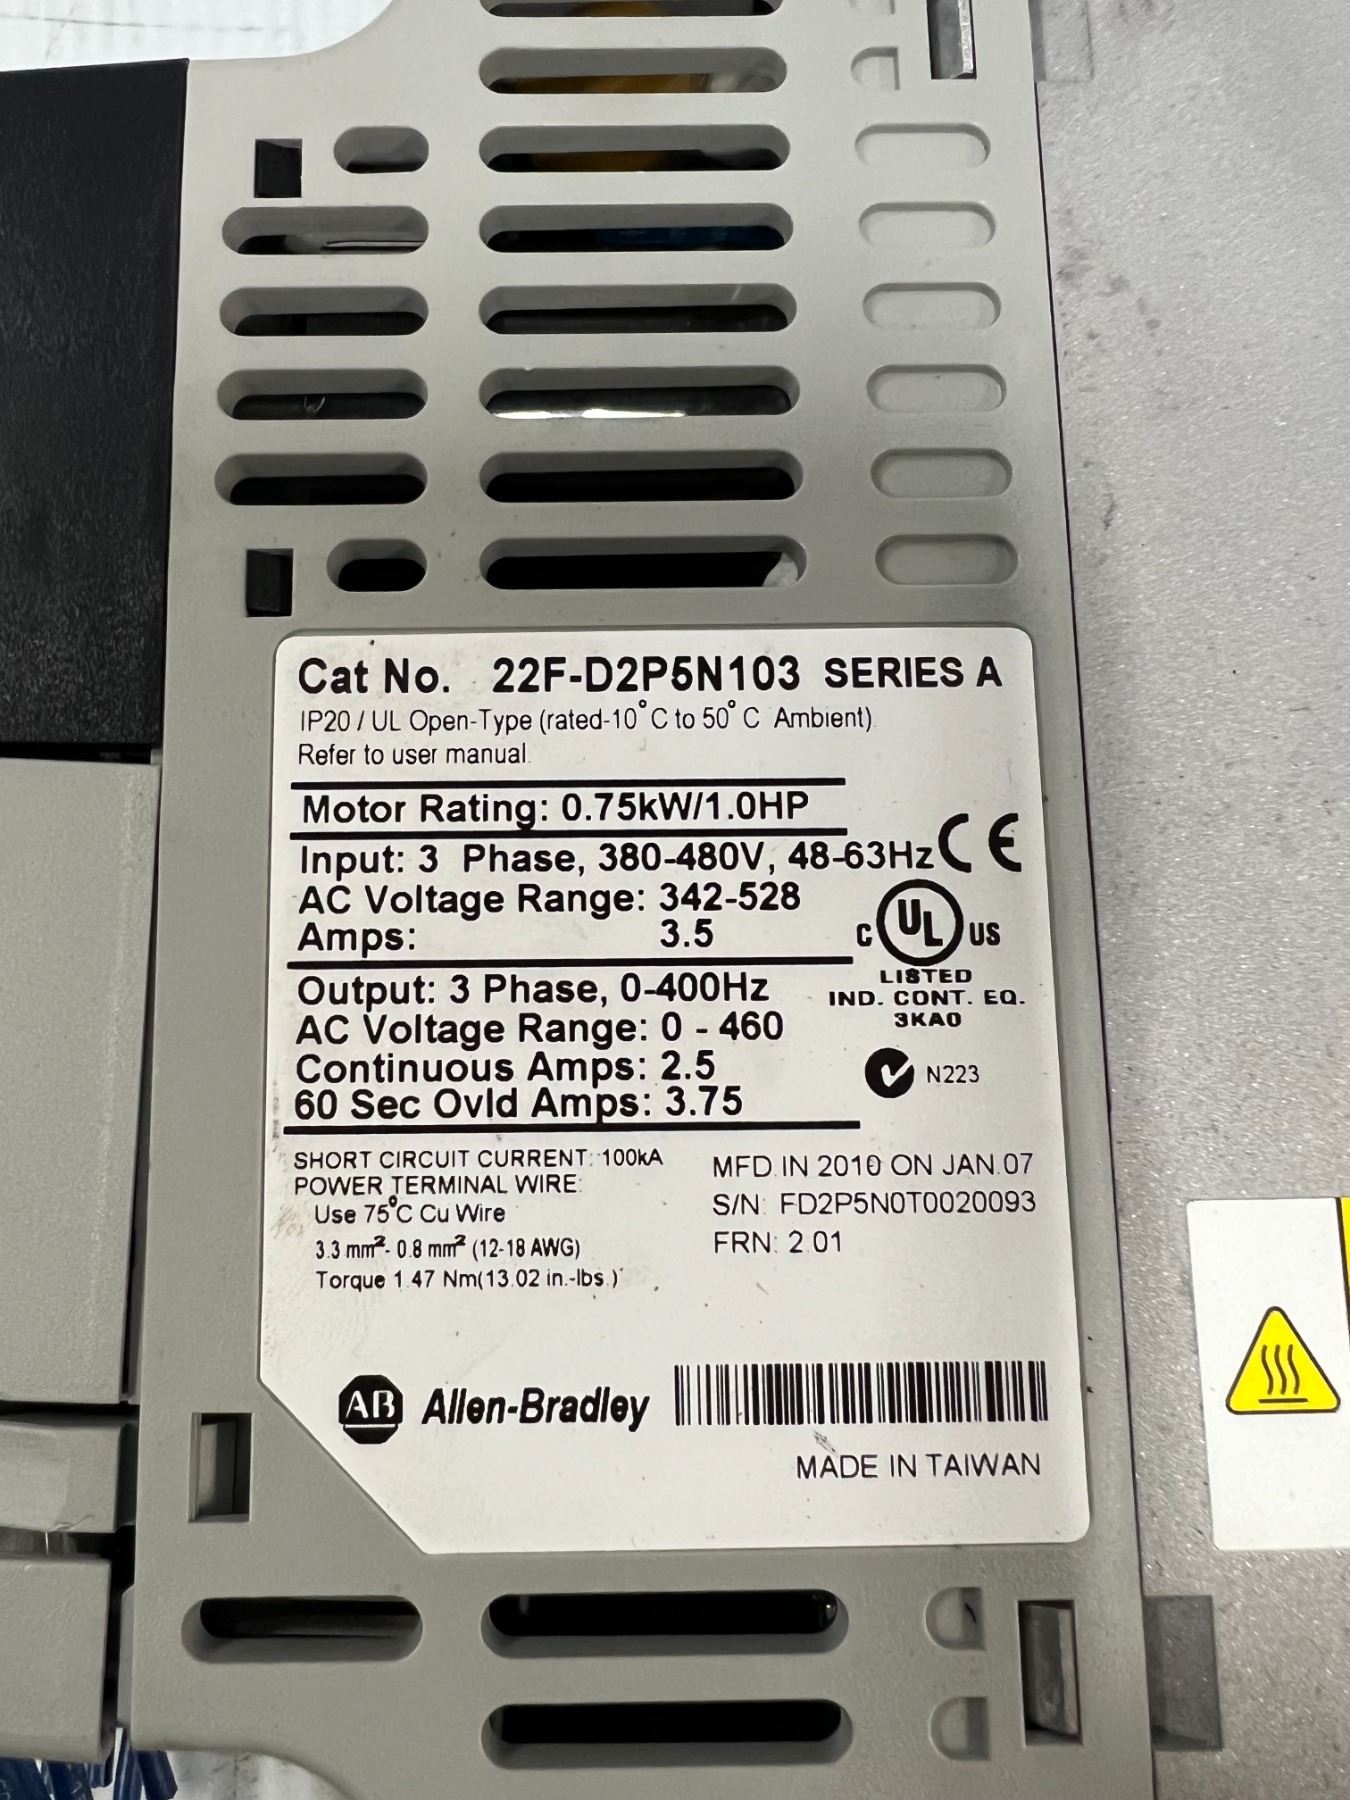 Cat No. 22F-D2P5N103 SERIES A
IP20 / UL Open-Type (rated-10°C to 50°C Ambient)
Refer to user manual.
Motor Rating: 0.75kW/1.0HP
Input: 3 Phase, 380-480V, 48-63Hz CE
AC Voltage Range: 342-528
Amps: 3.5
C UL US
LISTED
IND. CONT. EQ.
3KA0
Output: 3 Phase, 0-400Hz
AC Voltage Range: 0 - 460
Continuous Amps: 2.5
60 Sec Ovld Amps: 3.75
N223
SHORT CIRCUIT CURRENT: 100kA
POWER TERMINAL WIRE:
Use 75°C Cu Wire
3.3 mm²- 0.8 mm² (12-18 AWG)
Torque 1.47 Nm(13.02 in.-lbs.)
MFD.IN 2010 ON JAN.07
S/N: FD2P5N0T0020093
FRN: 2.01
AB Allen-Bradley
MADE IN TAIWAN